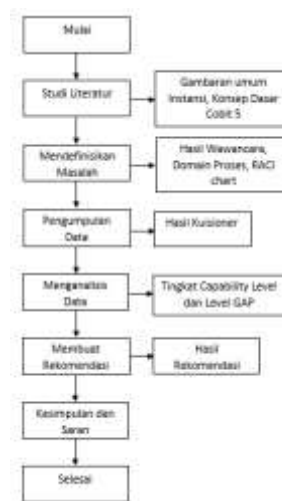 Mulai
Studi Literatur
Gambaran umum
Instansi, Konsep Dasar
Cobit 5
Mendefinisikan
Masalah
Hasil Wawancara,
Domain Proses, RACI
chart
Pengumpulan
Data
Hasil Kuisioner
Menganalisis
Data
Tingkat Capability Level
dan Level GAP
Membuat
Rekomendasi
Hasil
Rekomendasi
Kesimpulan dan
Saran
Selesai